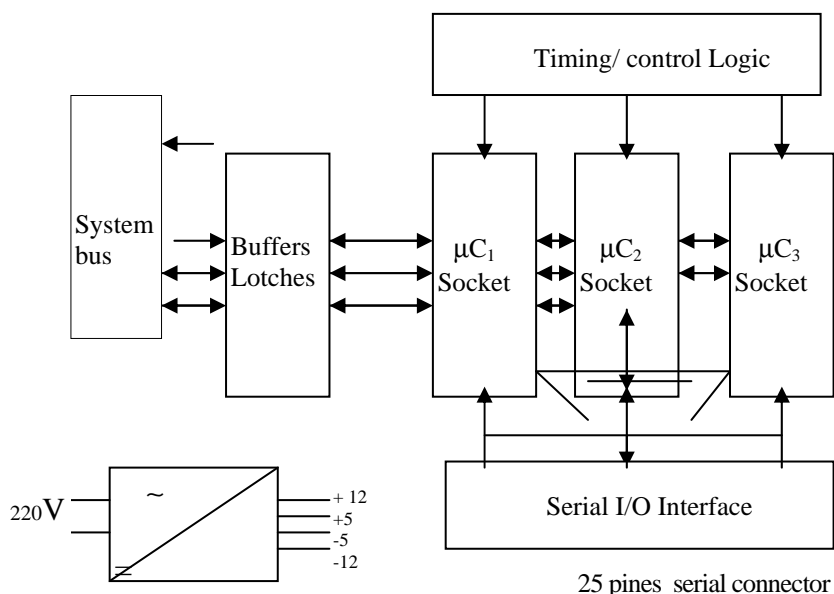 Timing/ control Logic
System
bus
Buffers
Lotches
μC₁
Socket
μC₂
Socket
μC₃
Socket
220V
~
=
+ 12
+5
-5
-12
Serial I/O Interface
25 pines serial connector